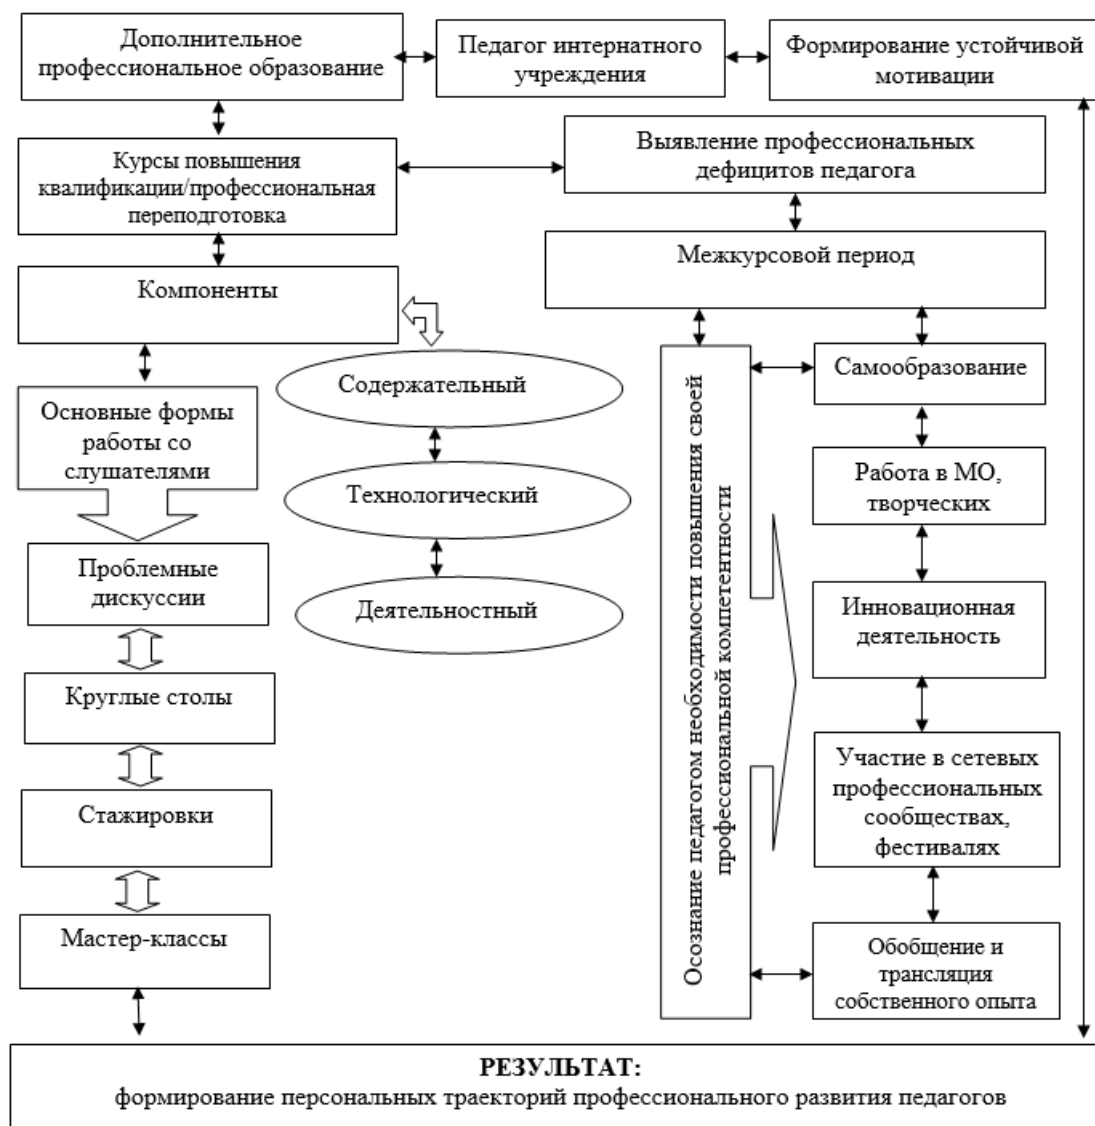 Дополнительное
профессиональное образование
Педагог интернатного
учреждения
Формирование устойчивой
мотивации
Курсы повышения
квалификации/профессиональная
переподготовка
Выявление профессиональных
дефицитов педагога
Межкурсовой период
Компоненты
Содержательный
Технологический
Деятельностный
Основные формы
работы со
слушателями
Проблемные
дискуссии
Круглые столы
Стажировки
Мастер-классы
Осознание педагогом необходимости повышения своей
профессиональной компетентности
Самообразование
Работа в МО,
творческих
Инновационная
деятельность
Участие в сетевых
профессиональных
сообществах,
фестивалях
Обобщение и
трансляция
собственного опыта
РЕЗУЛЬТАТ:
формирование персональных траекторий профессионального развития педагогов